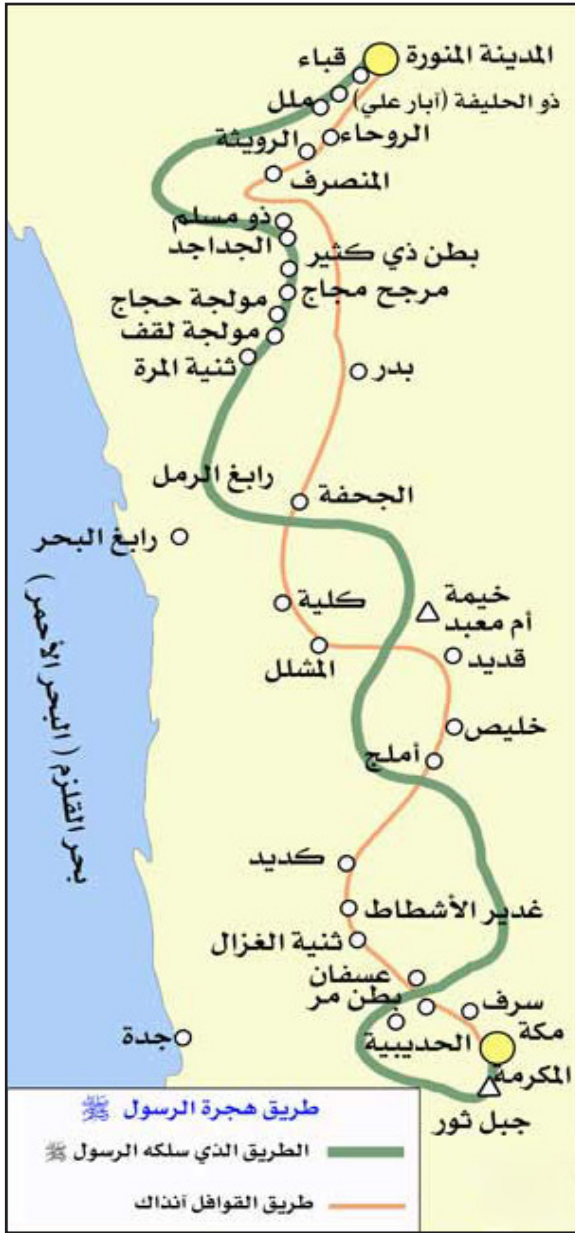 المدينة المنورة
قباء
ذو الحليفة (آبار علي)
ملل
الروحاء
الرويثة
المنصرف
ذو مسلم
الجداجد
بطن ذي كثير
مرجح مجاج
مولجة حجاج
مولجة لقف
ثنية المرة
بدر
رابغ الرمل
الجحفة
رابغ البحر
خيمة
أم معبد
كلية
المشلل
قديد
خليص
أملج
بحر القلزم ( البحر الأحمر )
كديد
غدير الأشطاط
ثنية الغزال
عسفان
بطن مر
سرف
الحديبية
مكة
المكرمة
جدة
جبل ثور
طريق هجرة الرسول ﷺ
الطريق الذي سلكه الرسول ﷺ
طريق القوافل آنذاك